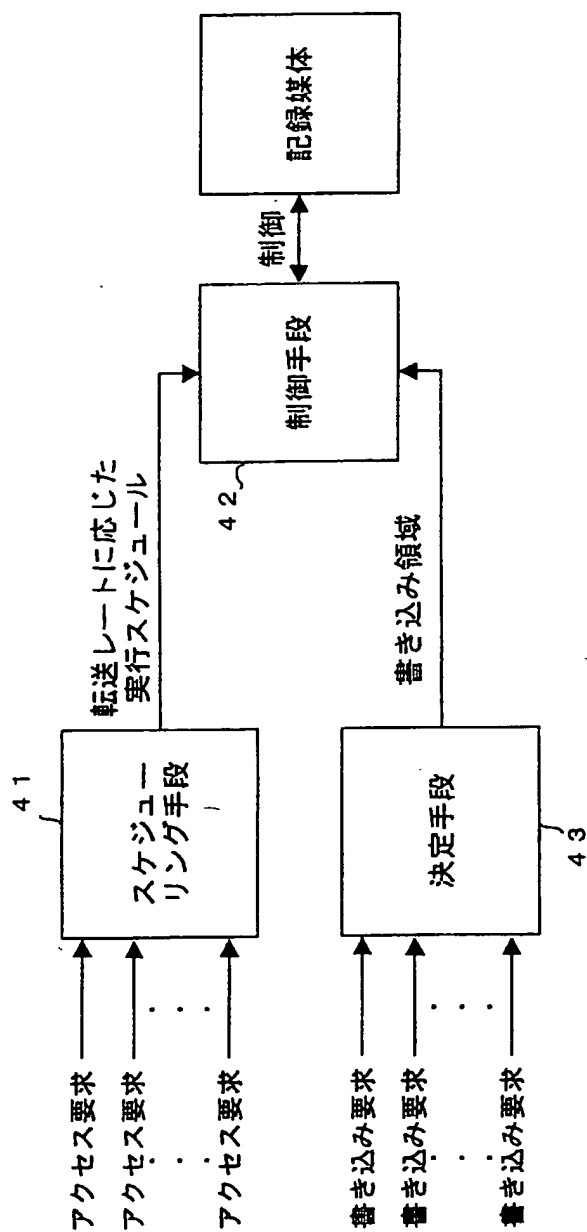 アクセス要求
アクセス要求
アクセス要求
41
スケジュー
リング手段
転送レートに応じた
実行スケジュール
42
制御手段
制御
記録媒体
書き込み要求
書き込み要求
書き込み要求
決定手段
43
書き込み領域